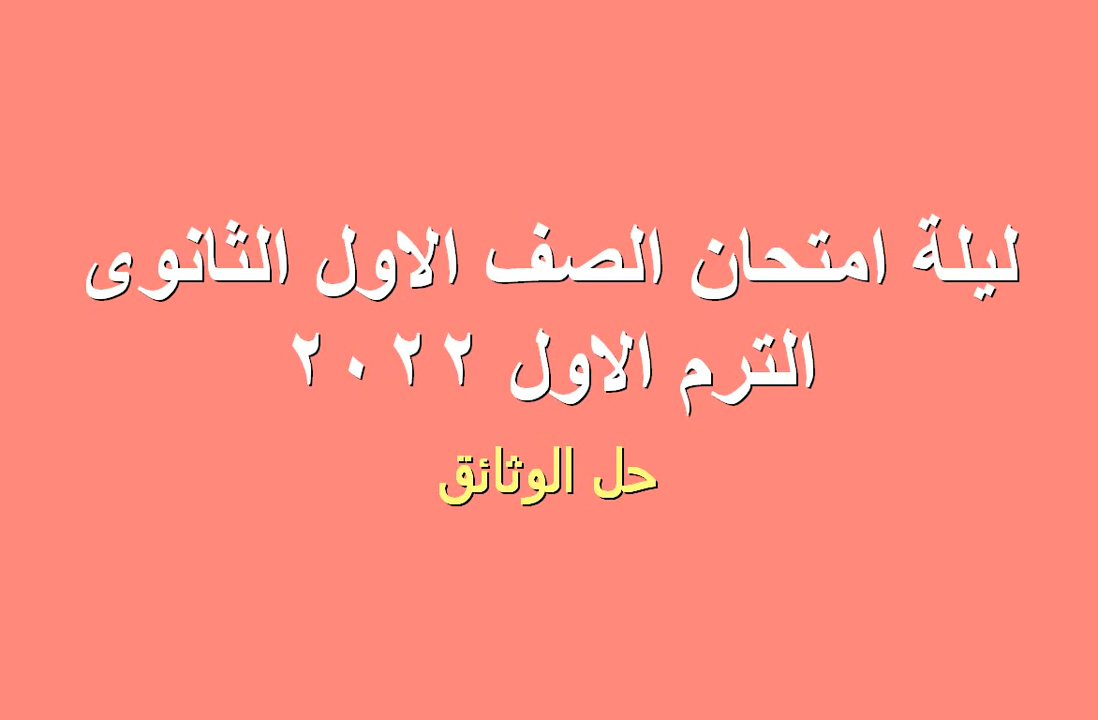 ليلة امتحان الصف الاول الثانوى
الترم الاول ٢٠٢٢
حل الوثائق